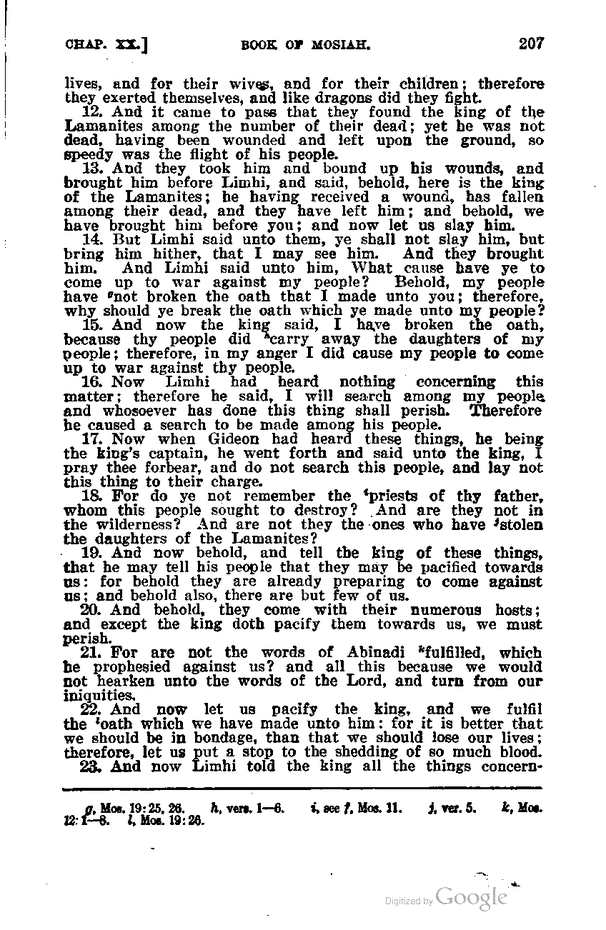 CHAP. XX.] BOOK OF MOSIAH. 207
lives, and for their wives, and for their children; therefore
they exerted themselves, and like dragons did they fight.
12. And it came to pass that they found the king of the
Lamanites among the number of their dead; yet he was not
dead, having been wounded and left upon the ground, so
speedy was the flight of his people.
13. And they took him and bound up his wounds, and
brought him before Limhi, and said, behold, here is the king
of the Lamanites; he having received a wound, has fallen
among their dead, and they have left him; and behold, we
have brought him before you; and now let us slay him.
14. But Limhi said unto them, ye shall not slay him, but
bring him hither, that I may see him. And they brought
him. And Limhi said unto him, What cause have ye to
come up to war against my people? Behold, my people
have ᵍnot broken the oath that I made unto you; therefore,
why should ye break the oath which ye made unto my people?
15. And now the king said, I have broken the oath,
because thy people did ʰcarry away the daughters of my
people; therefore, in my anger I did cause my people to come
up to war against thy people.
16. Now Limhi had heard nothing concerning this
matter; therefore he said, I will search among my people
and whosoever has done this thing shall perish. Therefore
he caused a search to be made among his people.
17. Now when Gideon had heard these things, he being
the king's captain, he went forth and said unto the king, I
pray thee forbear, and do not search this people, and lay not
this thing to their charge.
18. For do ye not remember the ⁱpriests of thy father,
whom this people sought to destroy? And are they not in
the wilderness? And are not they the ones who have ʲstolen
the daughters of the Lamanites?
19. And now behold, and tell the king of these things,
that he may tell his people that they may be pacified towards
us: for behold they are already preparing to come against
us; and behold also, there are but few of us.
20. And behold, they come with their numerous hosts;
and except the king doth pacify them towards us, we must
perish.
21. For are not the words of Abinadi ᵏfulfilled, which
he prophesied against us? and all this because we would
not hearken unto the words of the Lord, and turn from our
iniquities.
22. And now let us pacify the king, and we fulfil
the ˡoath which we have made unto him: for it is better that
we should be in bondage, than that we should lose our lives;
therefore, let us put a stop to the shedding of so much blood.
23. And now Limhi told the king all the things concern-
g, Mos. 19:25, 26. h, vers. 1—6. i, see f, Mos. 11. j, ver. 5. k, Mos.
12:1—8. l, Mos. 19:26.
Digitized by Google